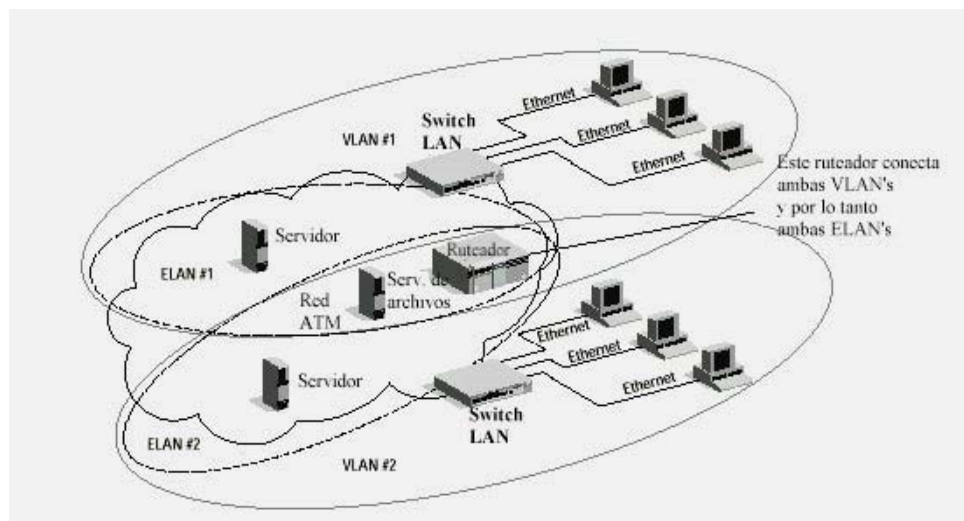 Ethernet
VLAN #1
Switch
LAN
Ethernet
Ethernet
Este ruteador conecta
ambas VLAN's
y por lo tanto
ambas ELAN's
Servidor
Ruteador
ELAN #1
Serv. de
archivos
Red
ATM
Ethernet
Ethernet
Servidor
Ethernet
Switch
LAN
ELAN #2
VLAN #2